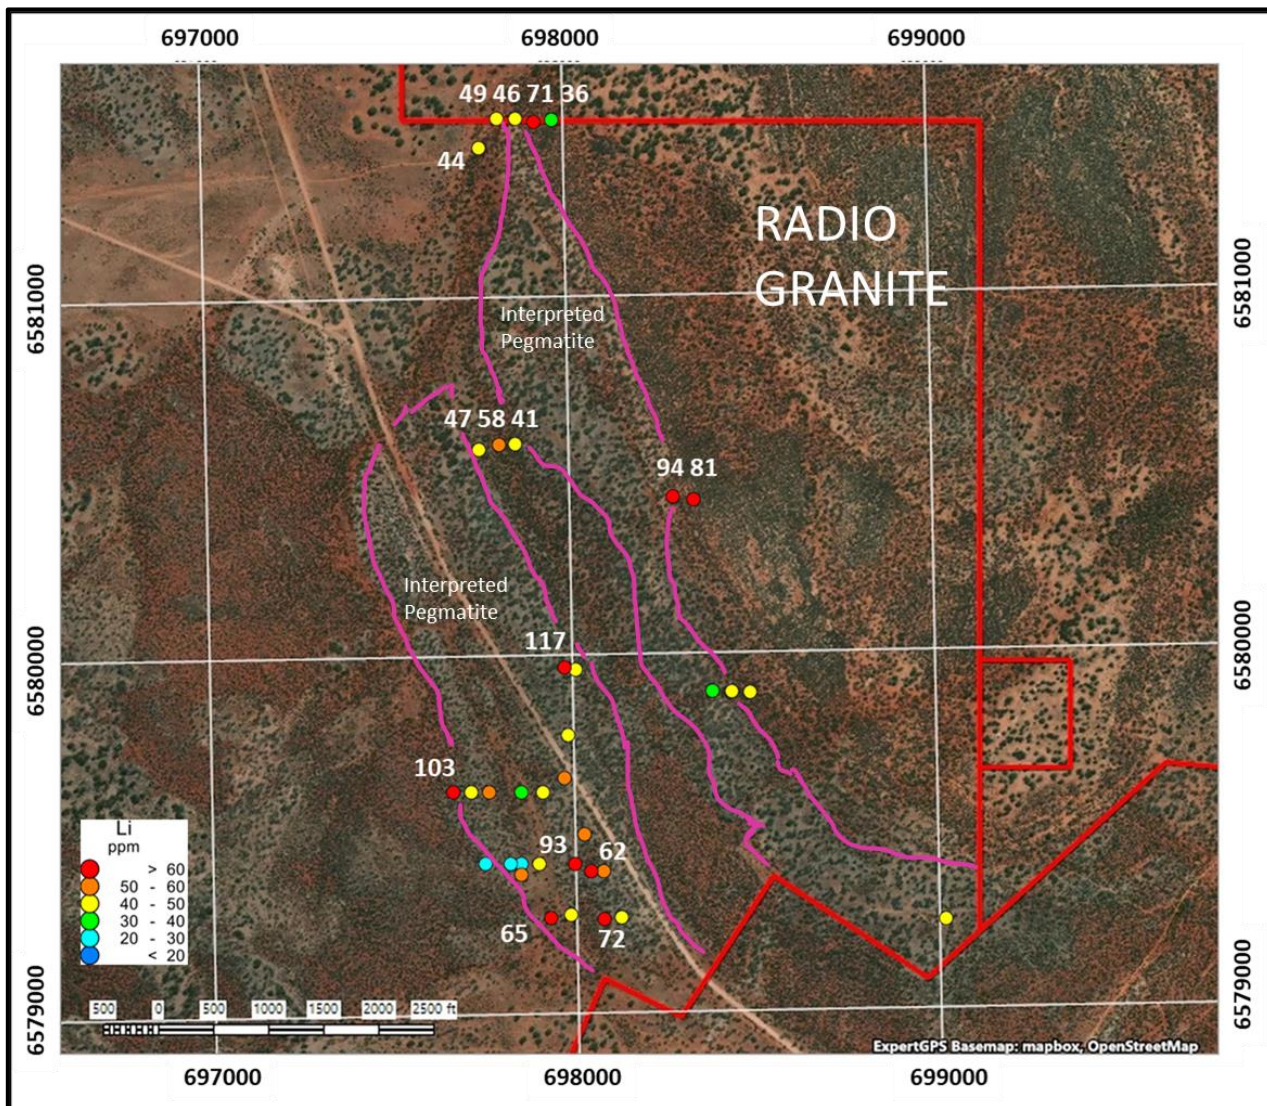 697000 698000 699000
49 46 71 36
44
RADIO
GRANITE
6581000
6581000
Interpreted
Pegmatite
47 58 41
94 81
Interpreted
Pegmatite
117
6580000
6580000
103
93 62
65 72
Li
ppm
> 60
50 - 60
40 - 50
30 - 40
20 - 30
< 20
6579000
6579000
500 0 500 1000 1500 2000 2500 ft
ExpertGPS Basemap: mapbox, OpenStreetMap
697000 698000 699000